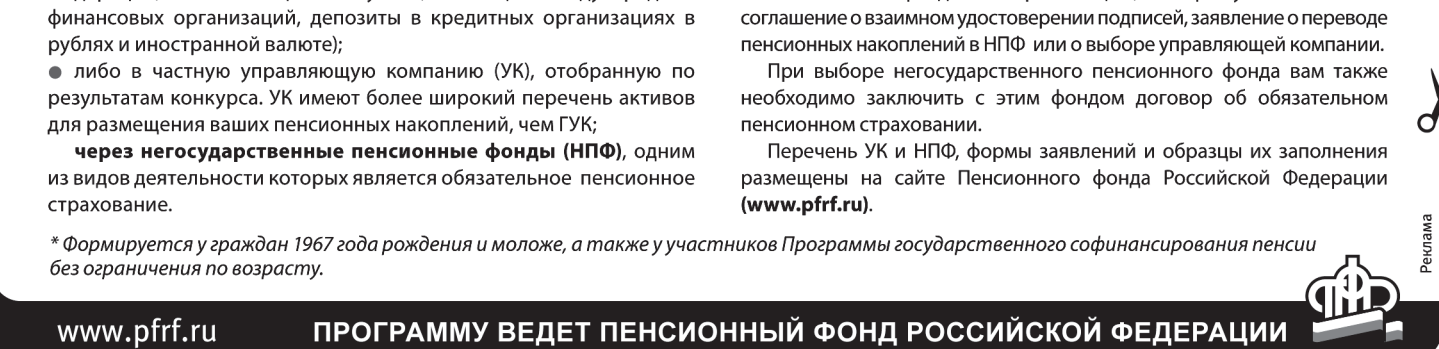 финансовых организаций, депозиты в кредитных организациях в
рублях и иностранной валюте);
● либо в частную управляющую компанию (УК), отобранную по
результатам конкурса. УК имеют более широкий перечень активов
для размещения ваших пенсионных накоплений, чем ГУК;
через негосударственные пенсионные фонды (НПФ), одним
из видов деятельности которых является обязательное пенсионное
страхование.
соглашение о взаимном удостоверении подписей, заявление о переводе
пенсионных накоплений в НПФ или о выборе управляющей компании.
При выборе негосударственного пенсионного фонда вам также
необходимо заключить с этим фондом договор об обязательном
пенсионном страховании.
Перечень УК и НПФ, формы заявлений и образцы их заполнения
размещены на сайте Пенсионного фонда Российской Федерации
(www.pfrf.ru).
* Формируется у граждан 1967 года рождения и моложе, а также у участников Программы государственного софинансирования пенсии
без ограничения по возрасту.
Реклама
www.pfrf.ru
ПРОГРАММУ ВЕДЕТ ПЕНСИОННЫЙ ФОНД РОССИЙСКОЙ ФЕДЕРАЦИИ